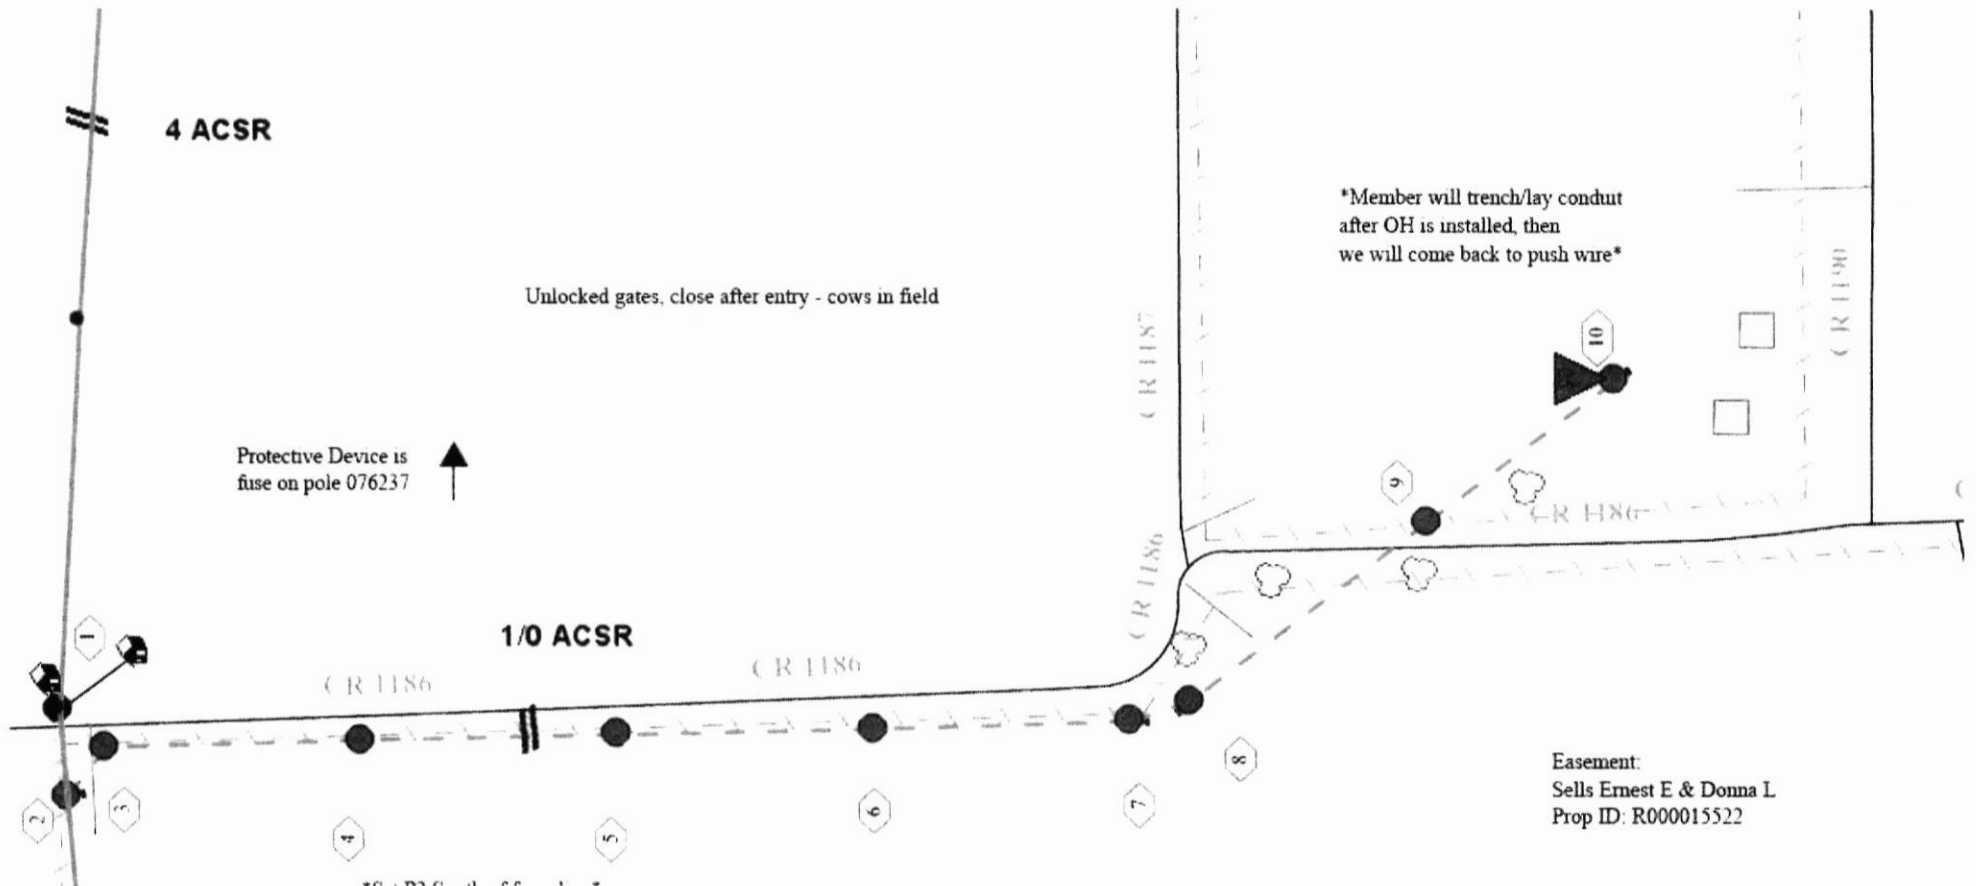 4 ACSR
*Member will trench/lay conduit
after OH is installed, then
we will come back to push wire*
Unlocked gates, close after entry - cows in field
CR 1187
CR 1190
10
Protective Device is
fuse on pole 076237
9
CR 1186
CR 1186
1
1/0 ACSR
CR 1186
CR 1186
2
3
4
5
6
7
8
Easement:
Sells Ernest E & Donna L
Prop ID: R000015522